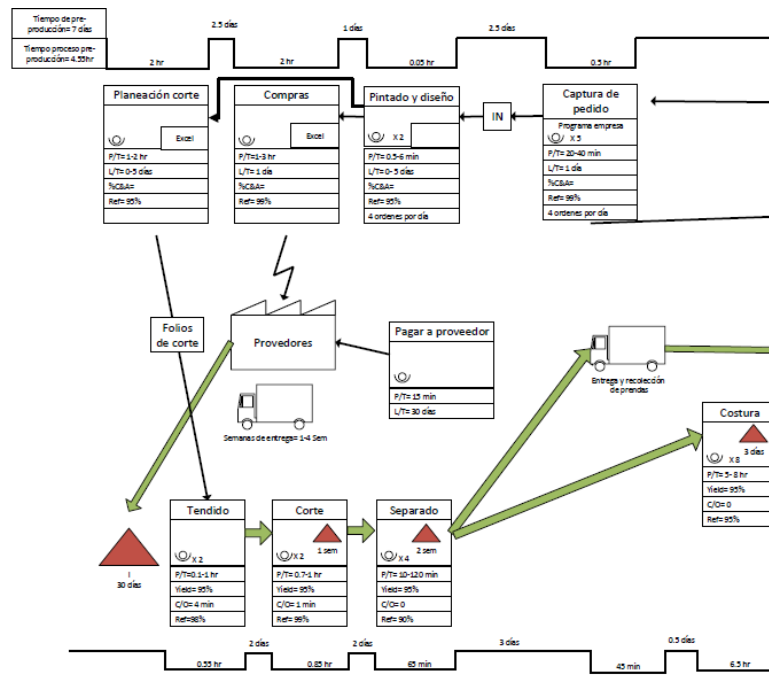 Tiempo de pre-
producción= 7 días
Tiempo proceso pre-
producción= 4.55hr
2 hr
2.5 días
2 hr
1 días
0.05 hr
2.5 días
0.5 hr
Planeación corte
Excel
P/T= 1-2 hr
L/T= 0-5 días
%C&A=
Ref= 95%
Compras
Excel
P/T=1-3 hr
L/T= 1 día
%C&A=
Ref= 99%
Pintado y diseño
X 2
P/T= 0.5-6 min
L/T= 0-5 días
%C&A=
Ref= 95%
4 ordenes por día
IN
Captura de
pedido
Programa empresa
X 5
P/T= 20-40 min
L/T= 1 día
%C&A=
Ref= 99%
4 ordenes por día
Folios
de corte
Provedores
Semanas de entrega= 1-4 Sem
Pagar a proveedor
P/T= 15 min
L/T= 30 días
Entrega y recolección
de prendas
Costura
3 días
X 8
P/T= 5-8 hr
Yield= 95%
C/O= 0
Ref= 95%
I
30 días
Tendido
X 2
P/T=0.1-1 hr
Yield= 95%
C/O= 4 min
Ref=98%
Corte
1 sem
X 2
P/T= 0.7-1 hr
Yield= 95%
C/O= 1 min
Ref= 99%
Separado
2 sem
X 4
P/T= 10-120 min
Yield= 95%
C/O= 0
Ref= 90%
0.55 hr
2 días
0.85 hr
2 días
65 min
3 días
45 min
0.5 días
6.5 hr